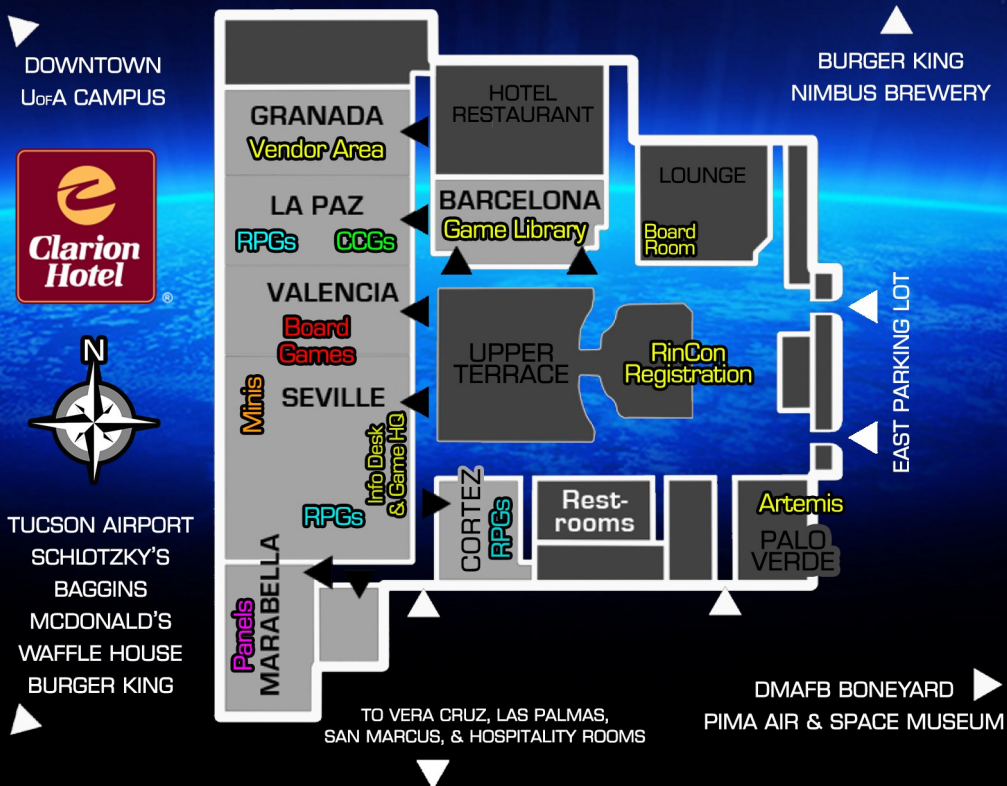 DOWNTOWN
UOFA CAMPUS
BURGER KING
NIMBUS BREWERY
Clarion
Hotel
®
N
TUCSON AIRPORT
SCHLOTZKY'S
BAGGINS
MCDONALD'S
WAFFLE HOUSE
BURGER KING
GRANADA
Vendor Area
HOTEL
RESTAURANT
LA PAZ
RPGs CCGs
BARCELONA
Game Library
LOUNGE
Board
Room
VALENCIA
Board
Games
UPPER
TERRACE
RinCon
Registration
EAST PARKING LOT
Minis
SEVILLE
Info Desk
& Game HQ
RPGs
CORTEZ
RPGs
Rest-
rooms
Artemis
PALO
VERDE
Panels
MARABELLA
TO VERA CRUZ, LAS PALMAS,
SAN MARCUS, & HOSPITALITY ROOMS
DMAFB BONEYARD
PIMA AIR & SPACE MUSEUM